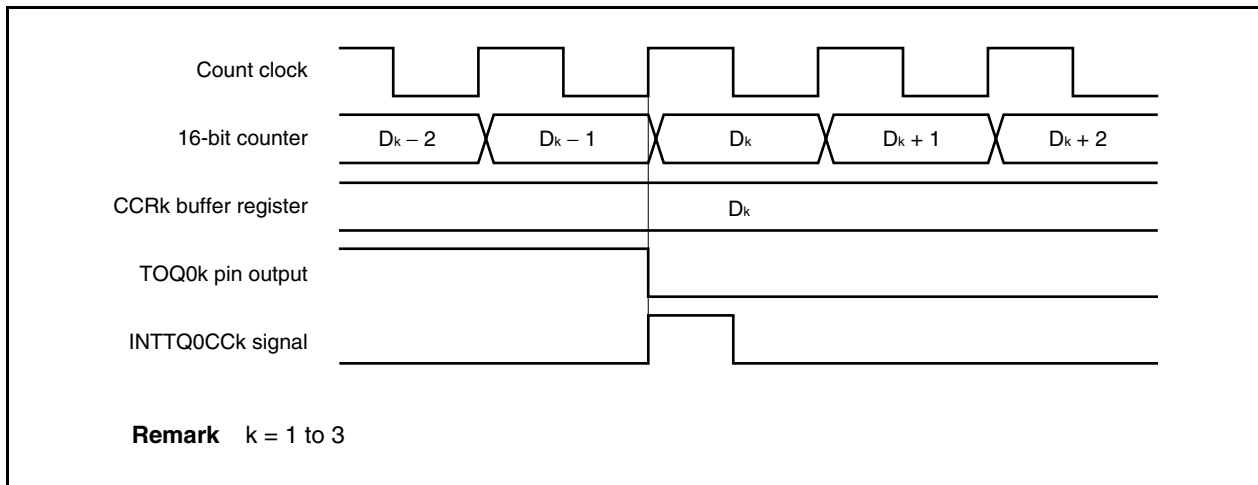 Count clock
16-bit counter
Dk − 2
Dk − 1
Dk
Dk + 1
Dk + 2
CCRk buffer register
Dk
TOQ0k pin output
INTTQ0CCk signal
Remark k = 1 to 3